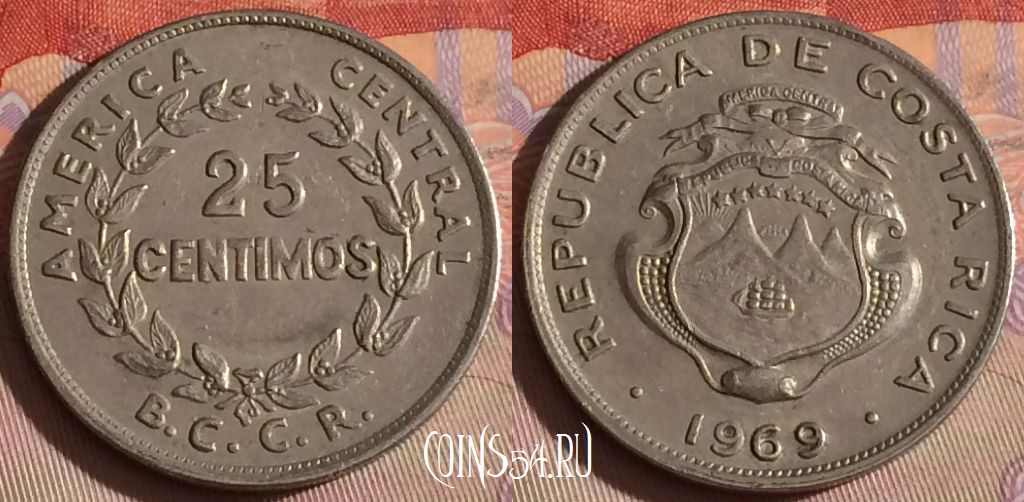 AMERICA CENTRAL
25
CENTIMOS
B.C.C.R.
REPUBLICA DE COSTA RICA
AMERICA CENTRAL
REPUBLICA DE COSTA RICA
· 1969 ·
COINS54.RU